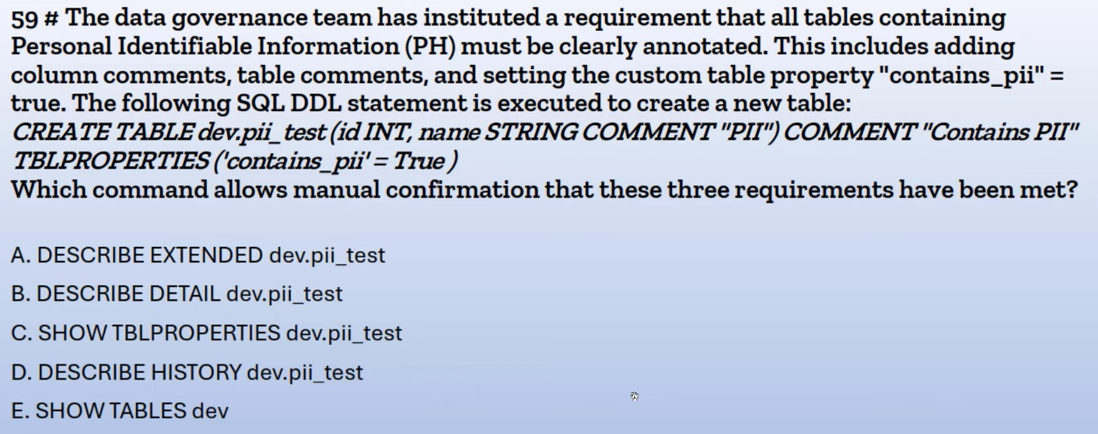 59 # The data governance team has instituted a requirement that all tables containing
Personal Identifiable Information (PH) must be clearly annotated. This includes adding
column comments, table comments, and setting the custom table property "contains_pii" =
true. The following SQL DDL statement is executed to create a new table:
CREATE TABLE dev.pii_test (id INT, name STRING COMMENT "PII") COMMENT "Contains PII"
TBLPROPERTIES ('contains_pii' = True )
Which command allows manual confirmation that these three requirements have been met?
A. DESCRIBE EXTENDED dev.pii_test
B. DESCRIBE DETAIL dev.pii_test
C. SHOW TBLPROPERTIES dev.pii_test
D. DESCRIBE HISTORY dev.pii_test
E. SHOW TABLES dev